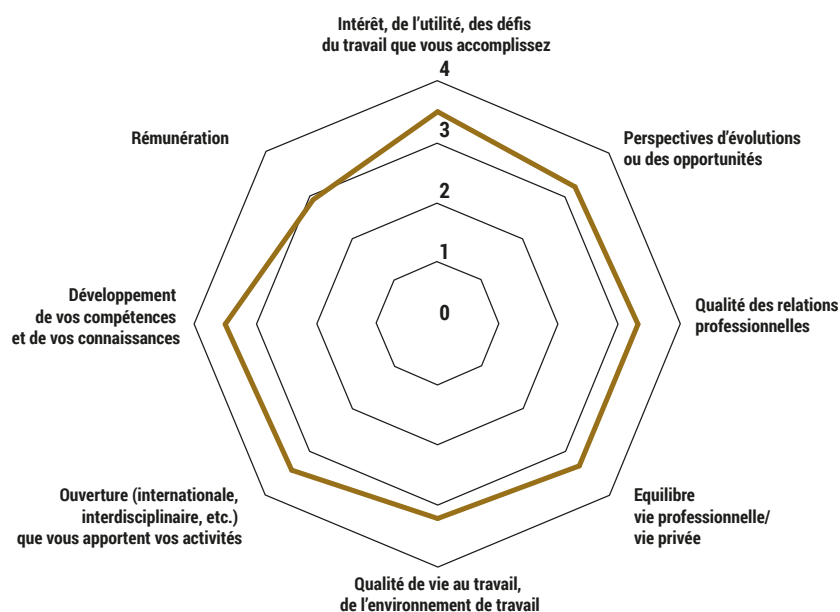 Intérêt, de l'utilité, des défis
du travail que vous accomplissez
4
Rémunération
3
Perspectives d'évolutions
ou des opportunités
2
1
Développement
de vos compétences
et de vos connaissances
0
Qualité des relations
professionnelles
Ouverture (internationale,
interdisciplinaire, etc.)
que vous apportent vos activités
Equilibre
vie professionnelle/
vie privée
Qualité de vie au travail,
de l'environnement de travail